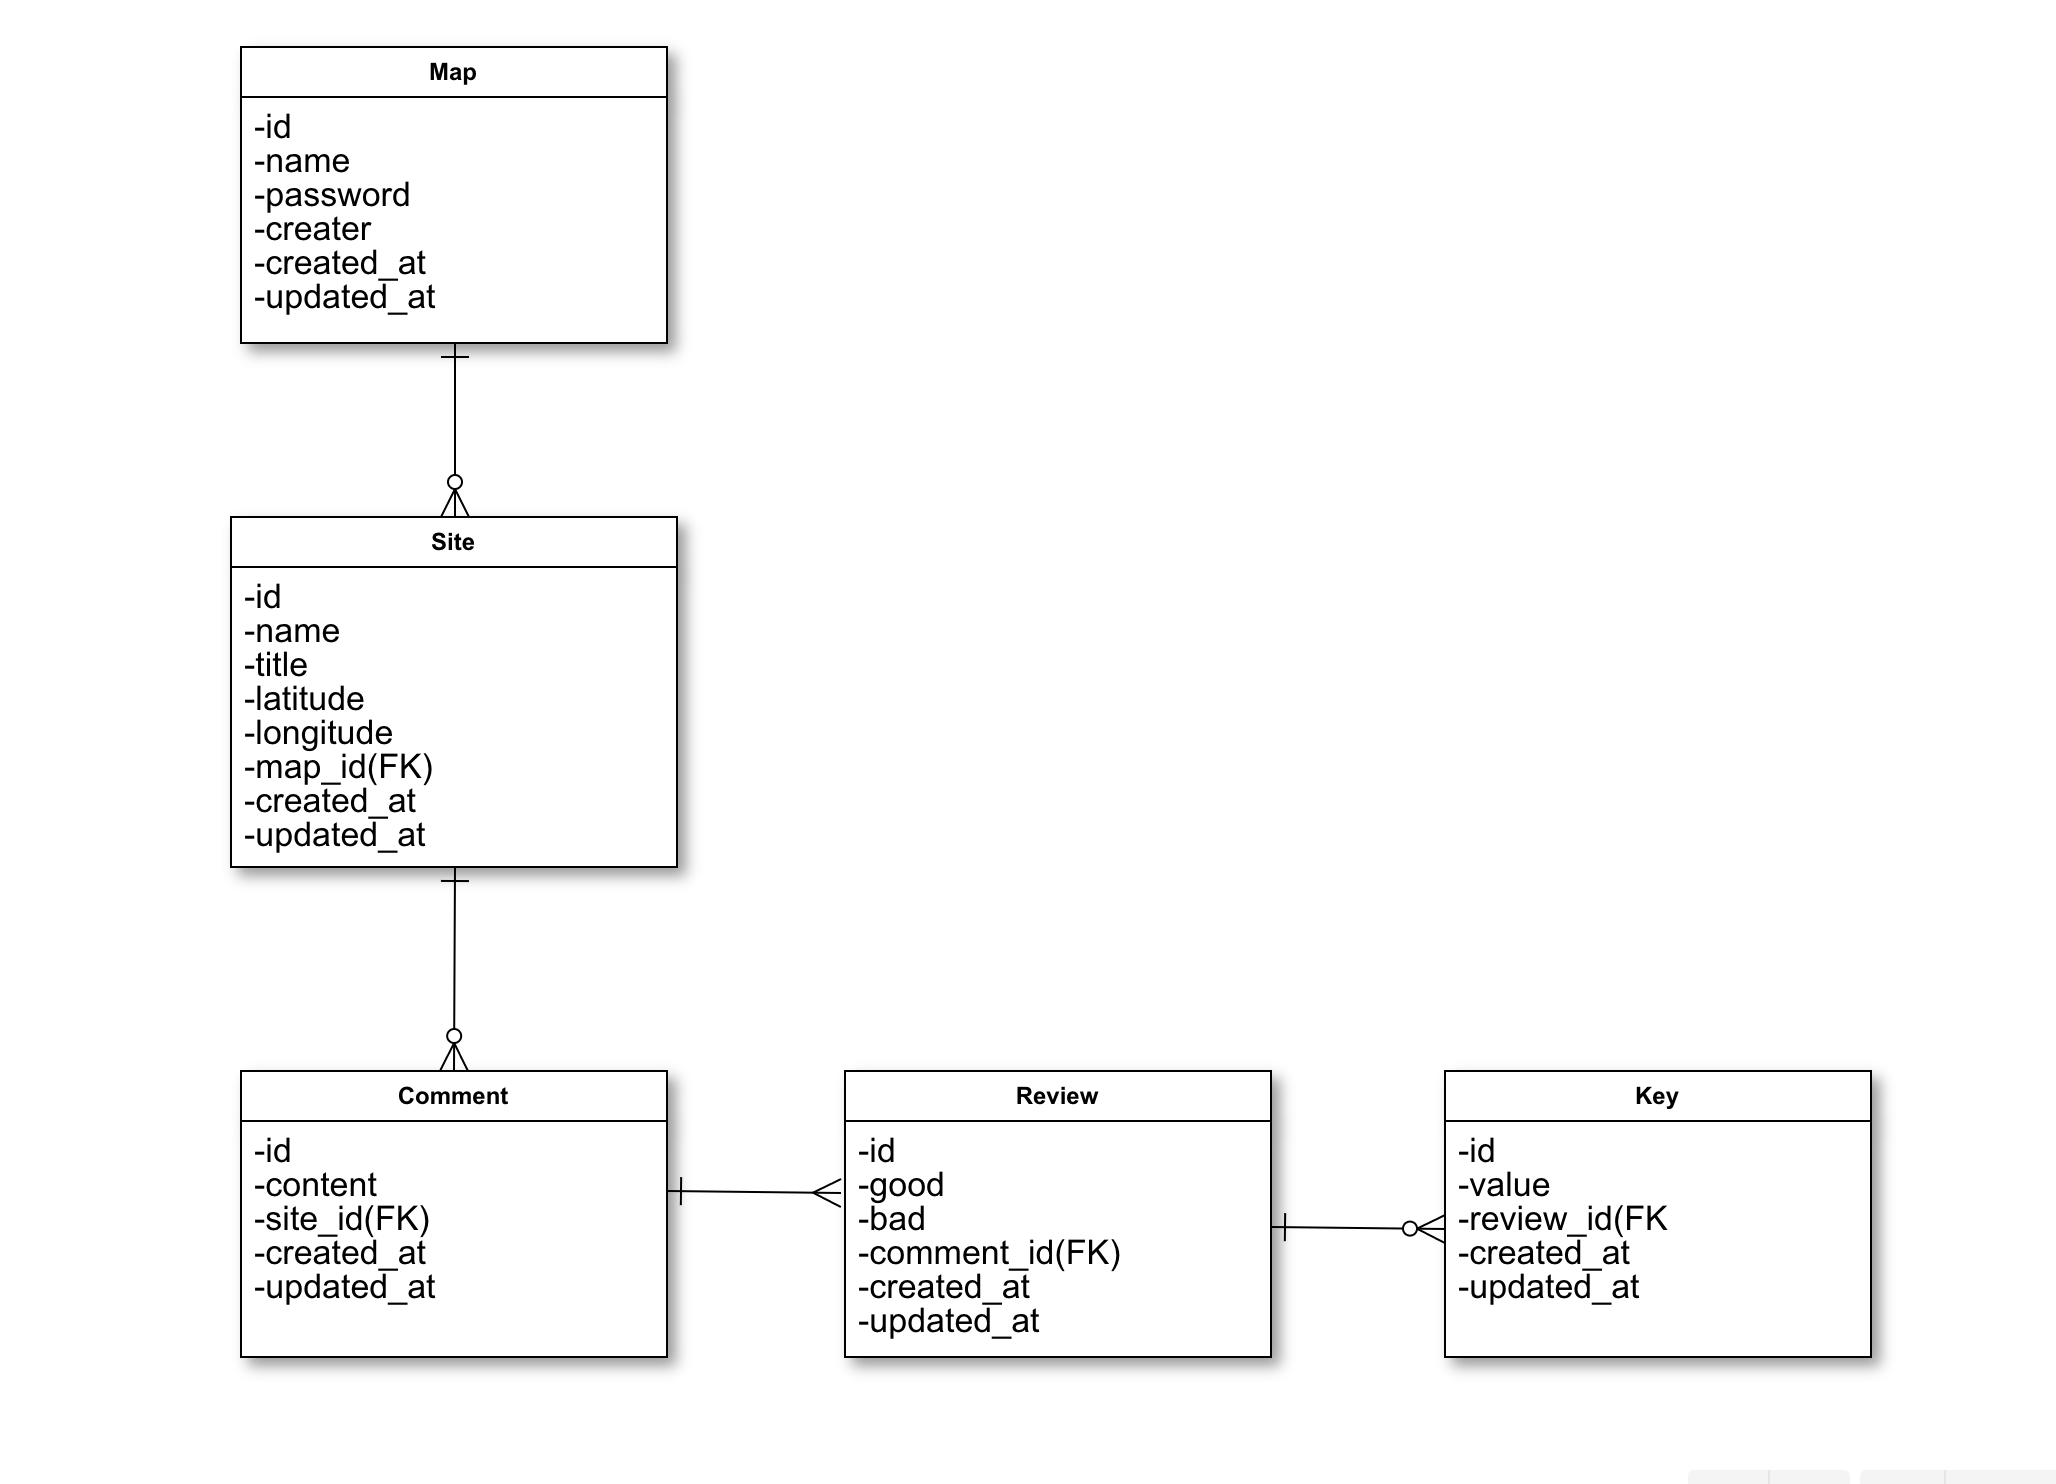 Map
-id
-name
-password
-creater
-created_at
-updated_at
Site
-id
-name
-title
-latitude
-longitude
-map_id(FK)
-created_at
-updated_at
Comment
-id
-content
-site_id(FK)
-created_at
-updated_at
Review
-id
-good
-bad
-comment_id(FK)
-created_at
-updated_at
Key
-id
-value
-review_id(FK
-created_at
-updated_at